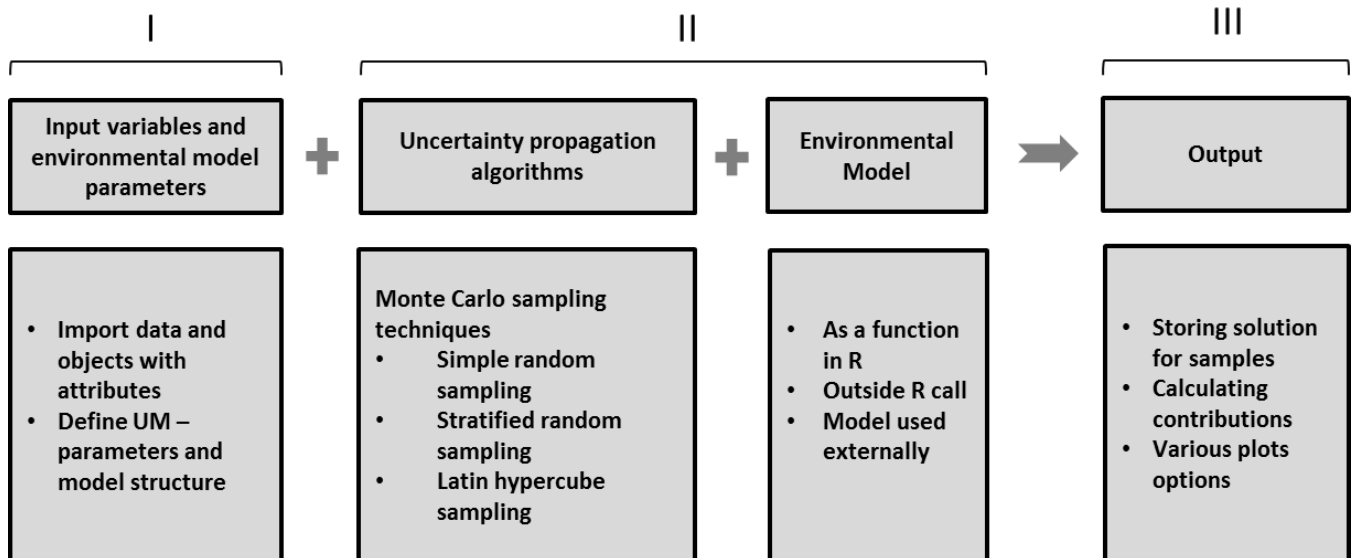 I
II
III
Input variables and
environmental model
parameters
Uncertainty propagation
algorithms
Environmental
Model
Output
• Import data and
objects with
attributes
• Define UM –
parameters and
model structure
Monte Carlo sampling
techniques
• Simple random
sampling
• Stratified random
sampling
• Latin hypercube
sampling
• As a function
in R
• Outside R call
• Model used
externally
• Storing solution
for samples
• Calculating
contributions
• Various plots
options